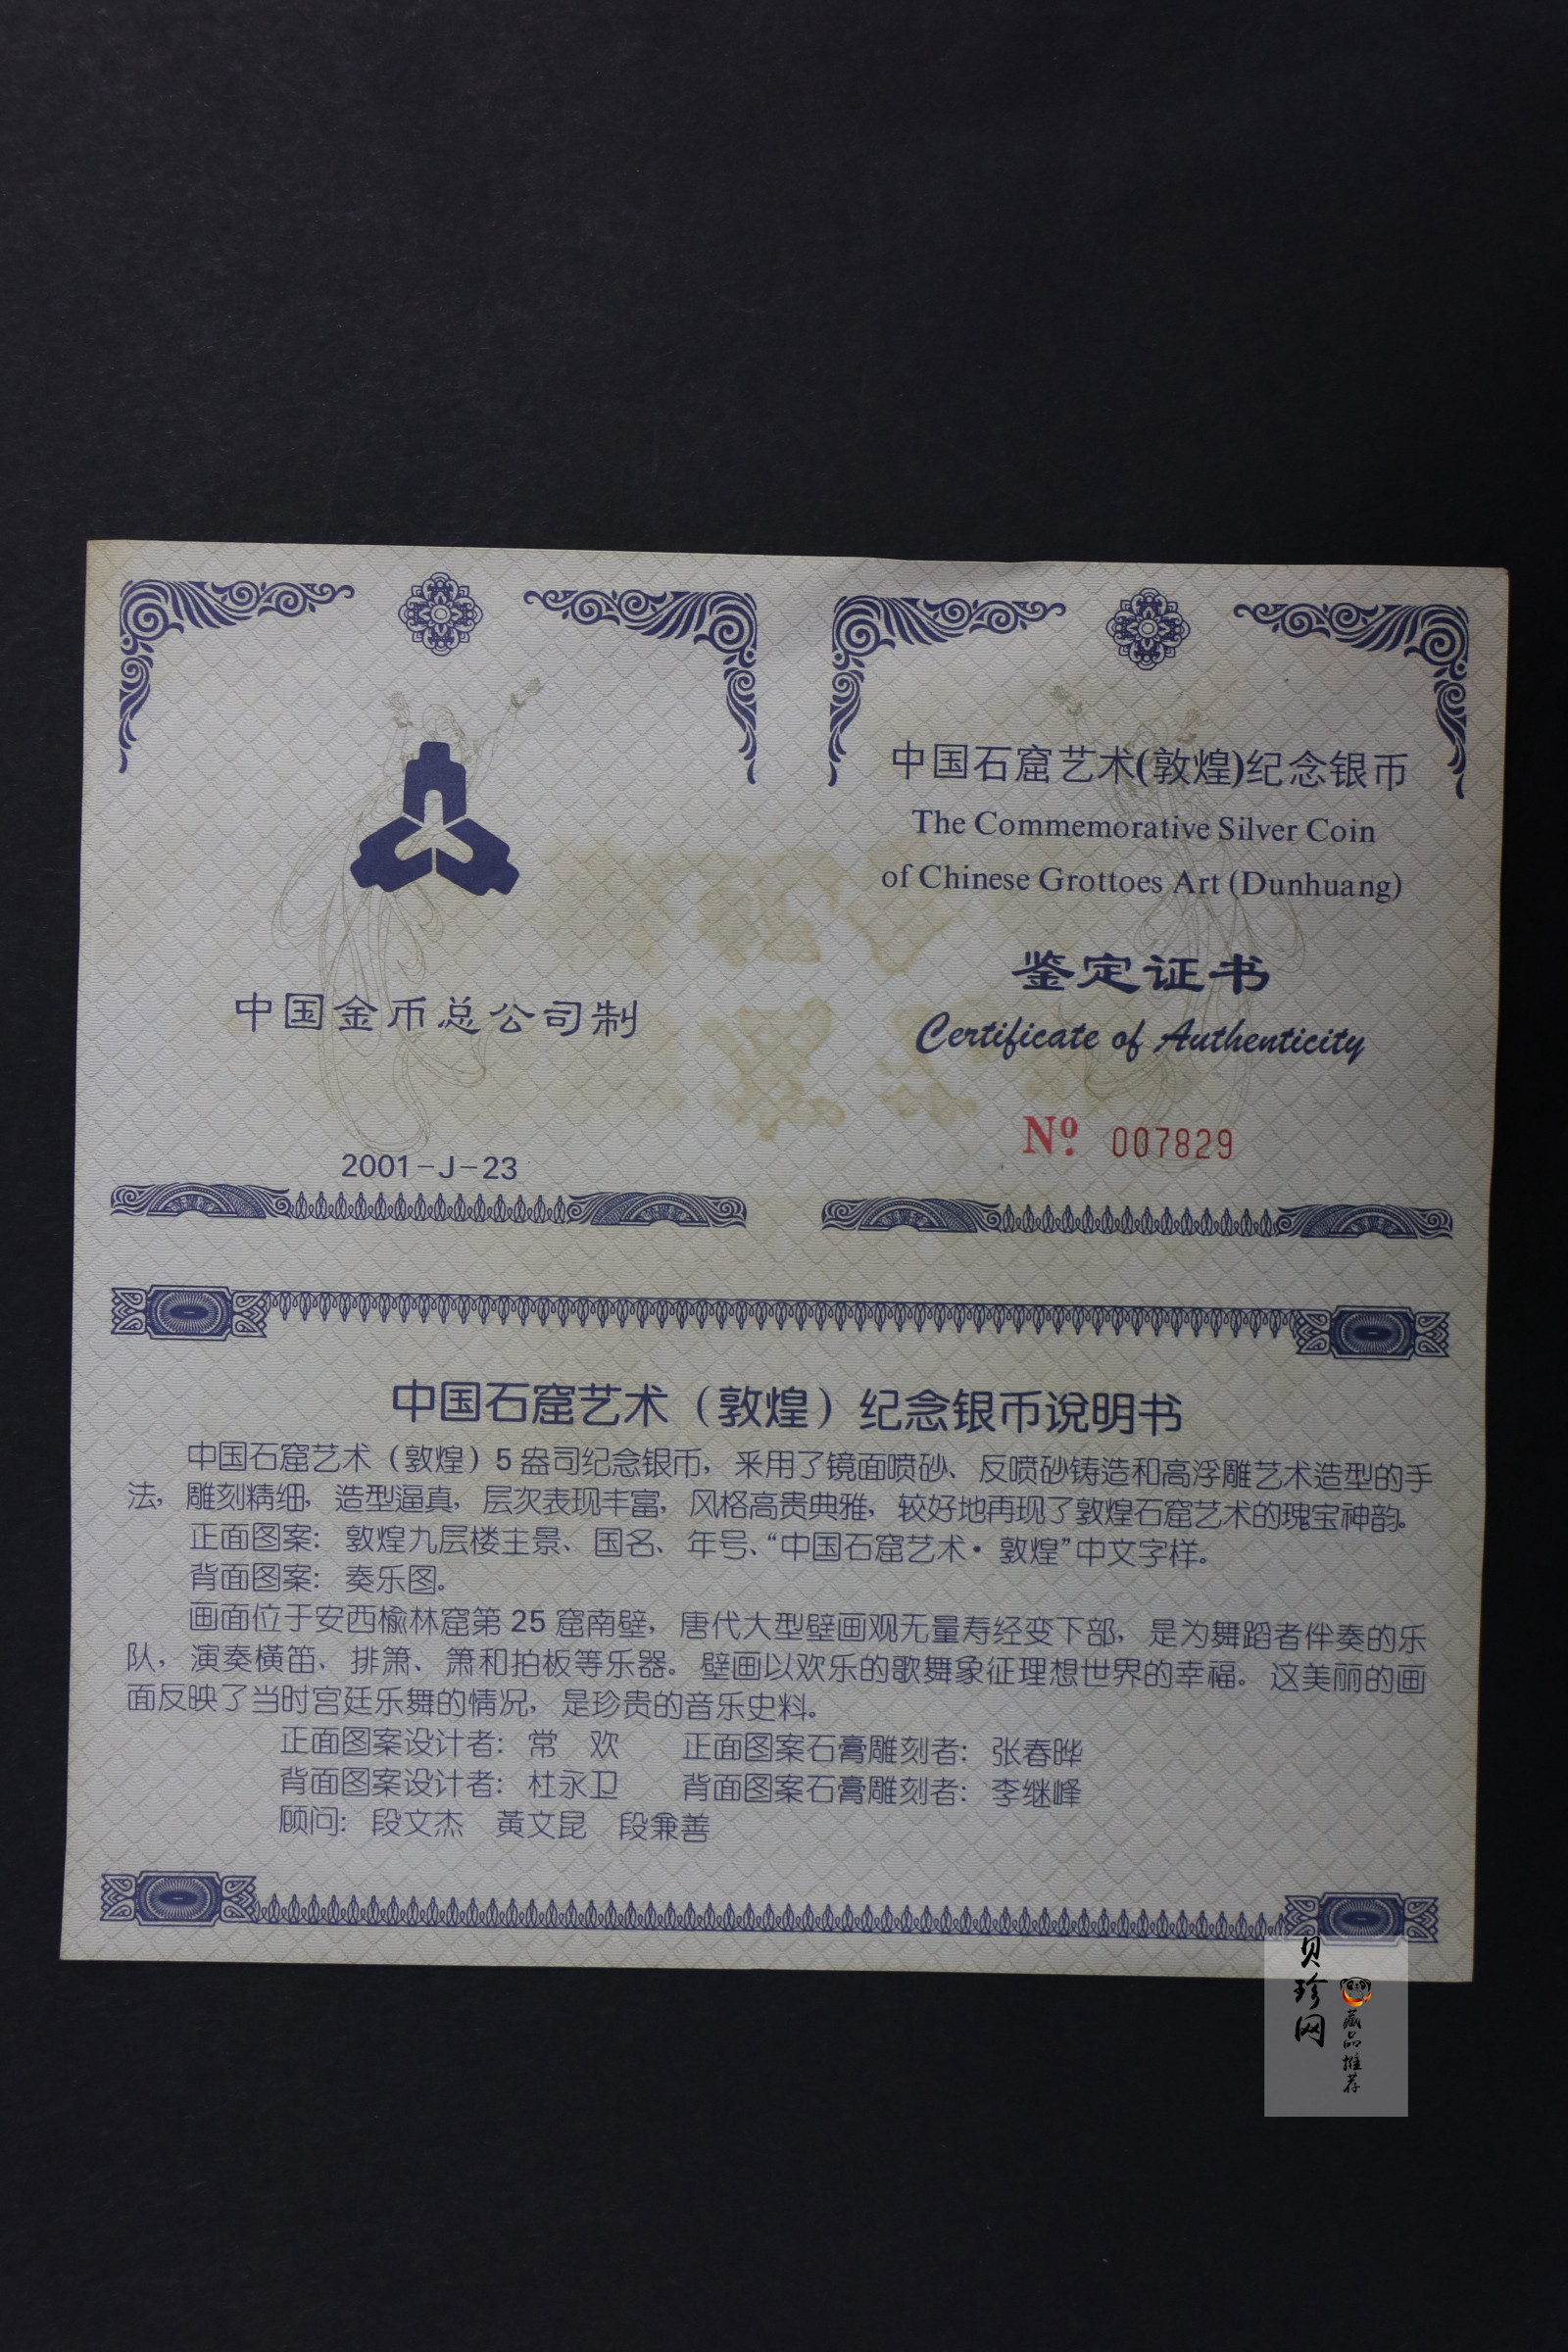 中国金币总公司制
2001-J-23
中国石窟艺术(敦煌)纪念银币
The Commemorative Silver Coin
of Chinese Grottoes Art (Dunhuang)
鉴定证书
Certificate of Authenticity
Nº 007829
中国石窟艺术（敦煌）纪念银币说明书
中国石窟艺术（敦煌）5盎司纪念银币，采用了镜面喷砂、反喷砂铸造和高浮雕艺术造型的手
法，雕刻精细，造型逼真，层次表现丰富，风格高贵典雅，较好地再现了敦煌石窟艺术的瑰宝神韵。
正面图案：敦煌九层楼主景、国名、年号、“中国石窟艺术·敦煌”中文字样。
背面图案：奏乐图。
画面位于安西榆林窟第25窟南壁，唐代大型壁画观无量寿经变下部，是为舞蹈者伴奏的乐
队，演奏横笛、排箫、箫和拍板等乐器。壁画以欢乐的歌舞象征理想世界的幸福。这美丽的画
面反映了当时宫廷乐舞的情况，是珍贵的音乐史料。
正面图案设计者：常 欢 正面图案石膏雕刻者：张春晔
背面图案设计者：杜永卫 背面图案石膏雕刻者：李继峰
顾问：段文杰 黄文昆 段兼善
贝珍网
藏品推荐